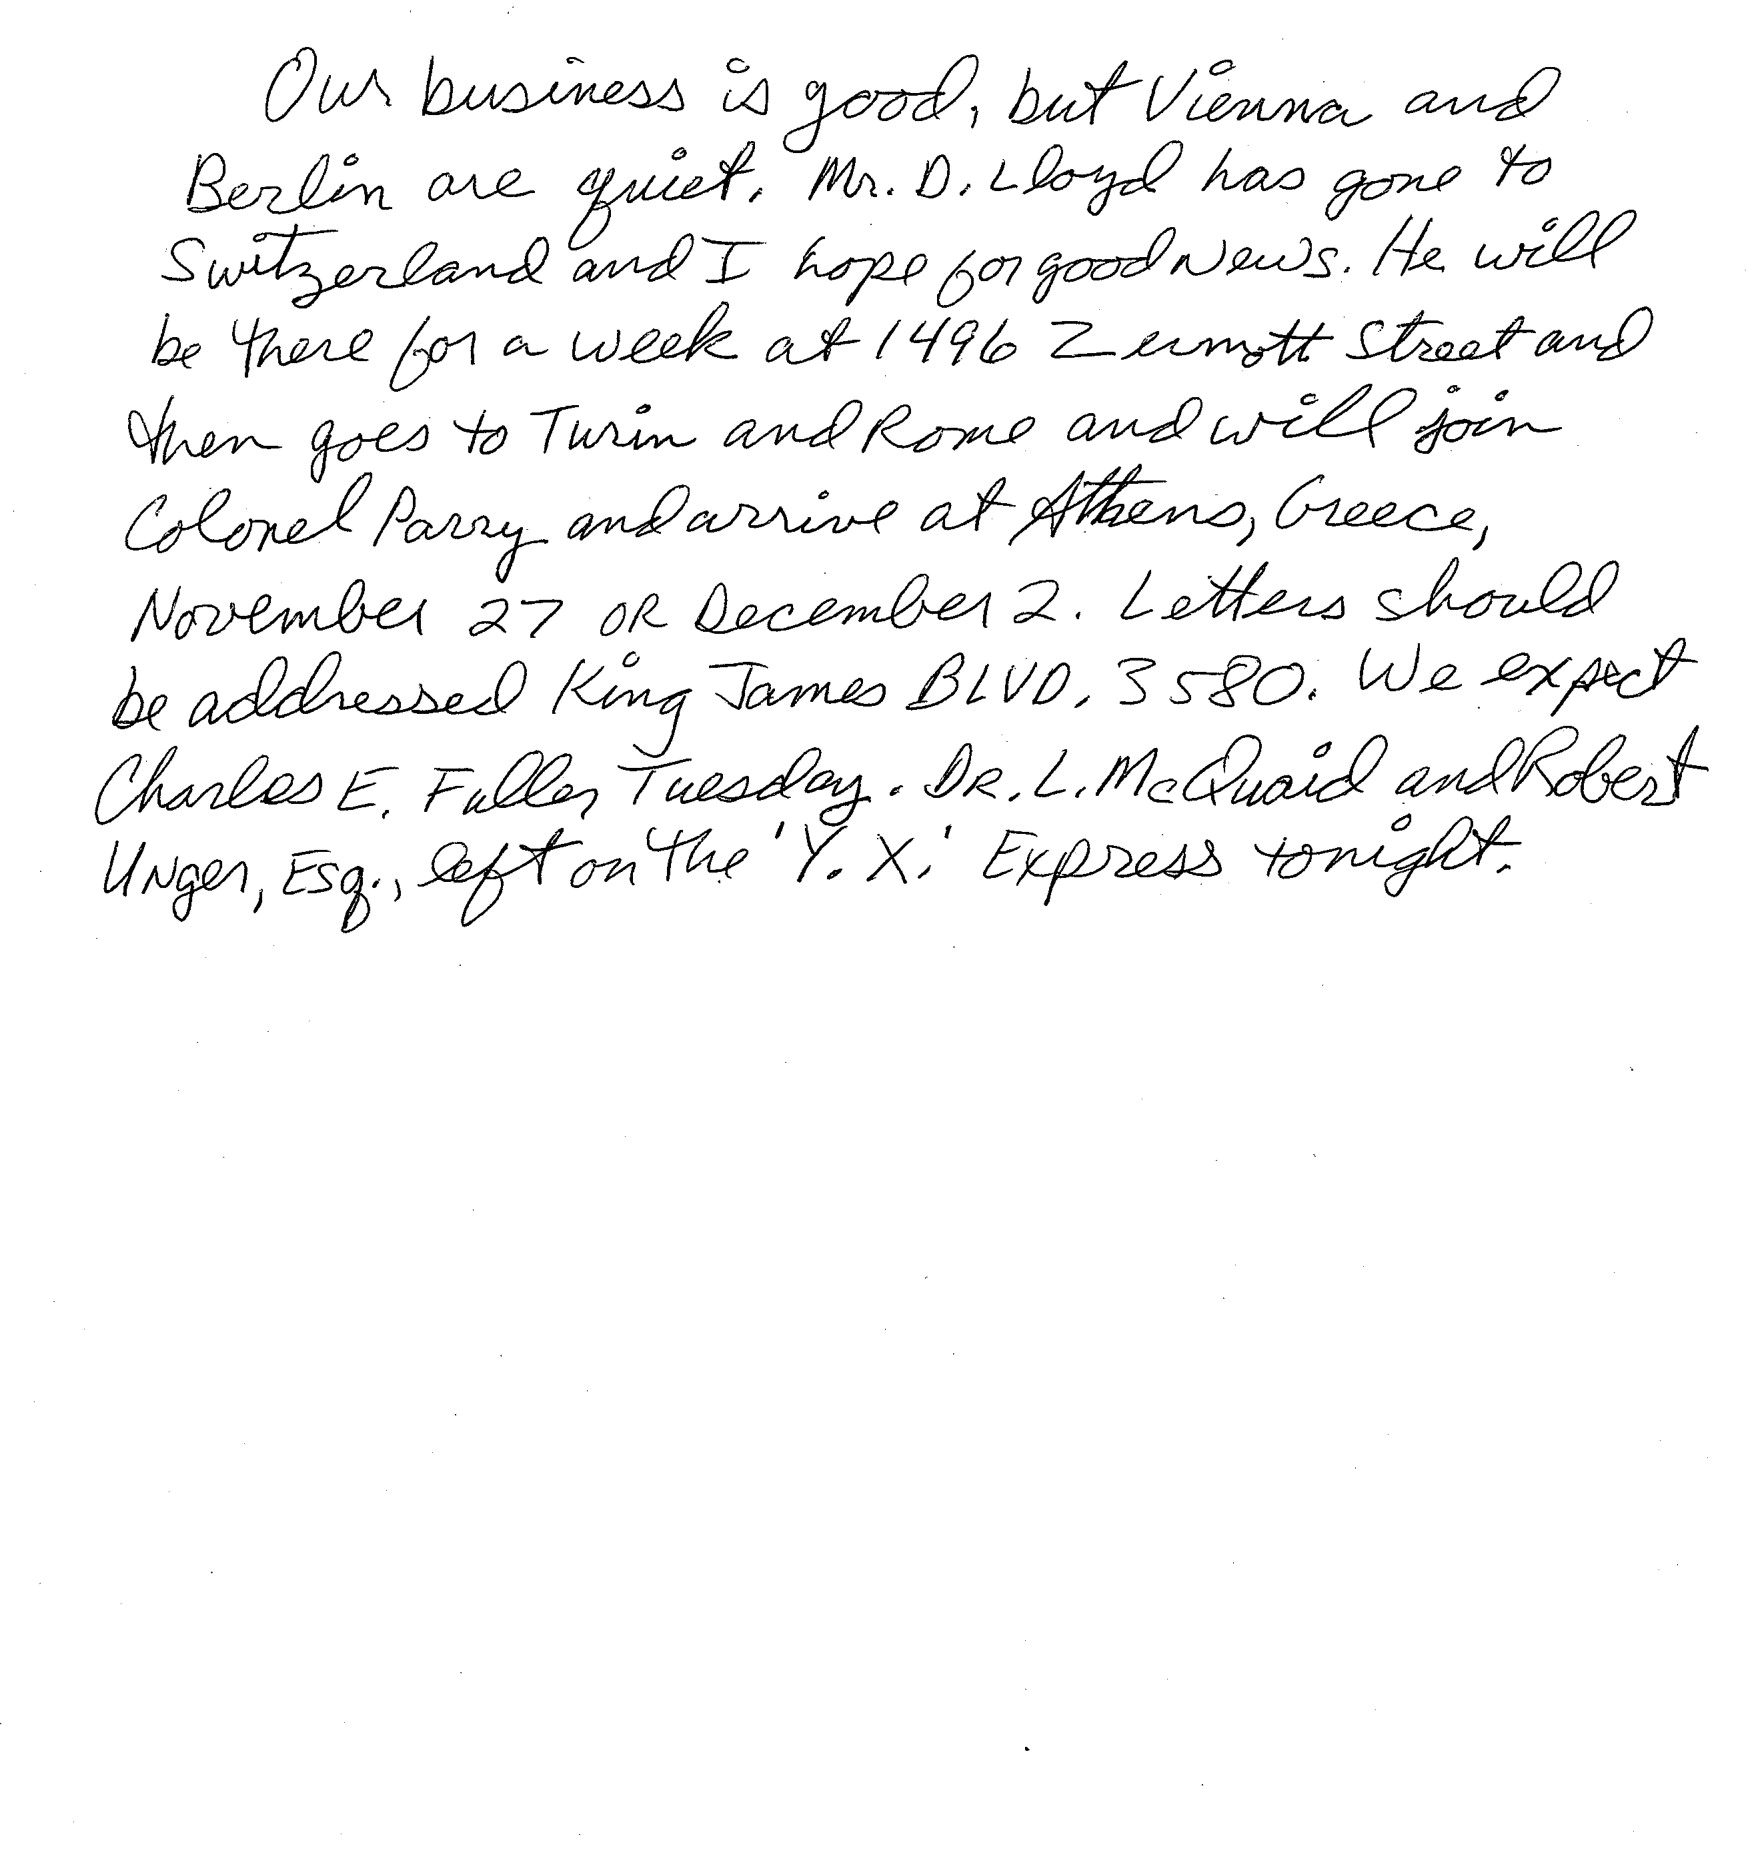 Our business is good, but Vienna and
Berlin are quiet. Mr. D. Lloyd has gone to
Switzerland and I hope for good news. He will
be there for a week at 1496 Zermott Street and
then goes to Turin and Rome and will join
Colonel Parry and arrive at Athens, Greece,
November 27 OR December 2. Letters should
be addressed King James BLVD. 3580. We expect
Charles E. Fuller Tuesday. DR. L. McQuaid and Robert
Unger, Esq., left on the 'Y. X.' Express tonight.